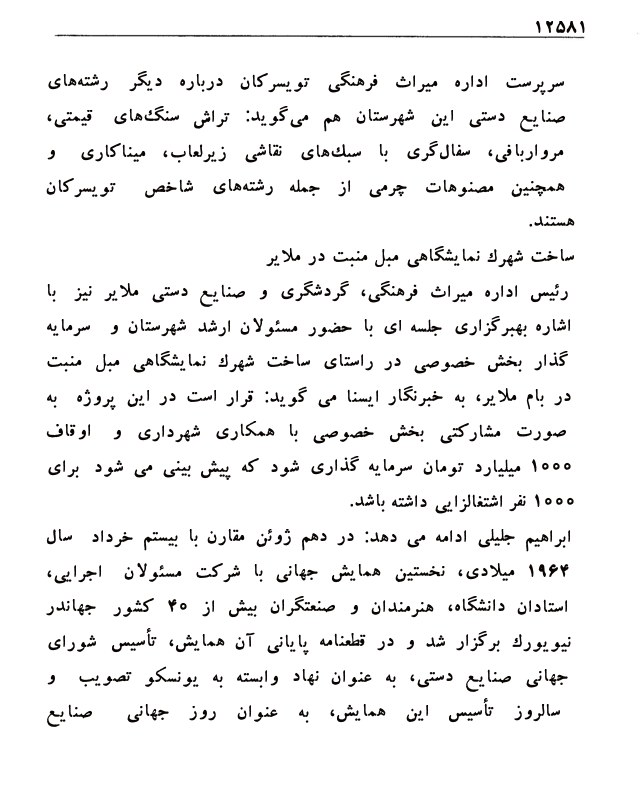 ۱۲۵۸۱
سرپرست اداره میراث فرهنگی تویسرکان درباره دیگر رشته‌های
صنایع دستی این شهرستان هم می‌گوید: تراش سنگ‌های قیمتی،
مرواربافی، سفال‌گری با سبك‌های نقاشی زیرلعاب، میناکاری و
همچنین مصنوهات چرمی از جمله رشته‌های شاخص تویسرکان
هستند.
ساخت شهرك نمایشگاهی مبل منبت در ملایر
رئیس اداره میراث فرهنگی، گردشگری و صنایع دستی ملایر نیز با
اشاره بهبرگزاری جلسه ای با حضور مسئولان ارشد شهرستان و سرمایه
گذار بخش خصوصی در راستای ساخت شهرك نمایشگاهی مبل منبت
در بام ملایر، به خبرنگار ایسنا می گوید: قرار است در این پروژه به
صورت مشارکتی بخش خصوصی با همکاری شهرداری و اوقاف
۱۰۰۰ میلیارد تومان سرمایه گذاری شود که پیش بینی می شود برای
۱۰۰۰ نفر اشتغالزایی داشته باشد.
ابراهیم جلیلی ادامه می دهد: در دهم ژوئن مقارن با بیستم خرداد سال
۱۹۶۴ میلادی، نخستین همایش جهانی با شرکت مسئولان اجرایی،
استادان دانشگاه، هنرمندان و صنعتگران بیش از ۴۰ کشور جهاندر
نیویورك برگزار شد و در قطعنامه پایانی آن همایش، تأسیس شورای
جهانی صنایع دستی، به عنوان نهاد وابسته به یونسکو تصویب و
سالروز تأسیس این همایش، به عنوان روز جهانی صنایع